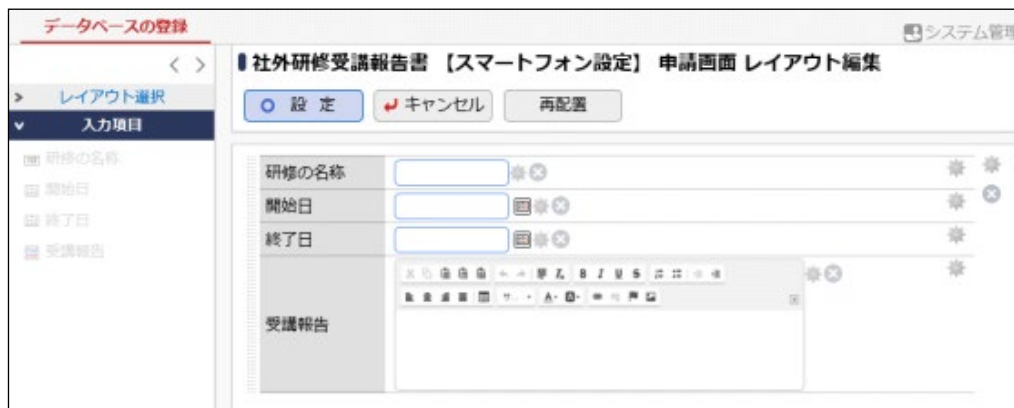 データベースの登録
システム管理
レイアウト選択
入力項目
研修の名称
開始日
終了日
受講報告
社外研修受講報告書 【スマートフォン設定】 申請画面 レイアウト編集
設 定
キャンセル
再配置
研修の名称
開始日
終了日
受講報告
B I U S
A